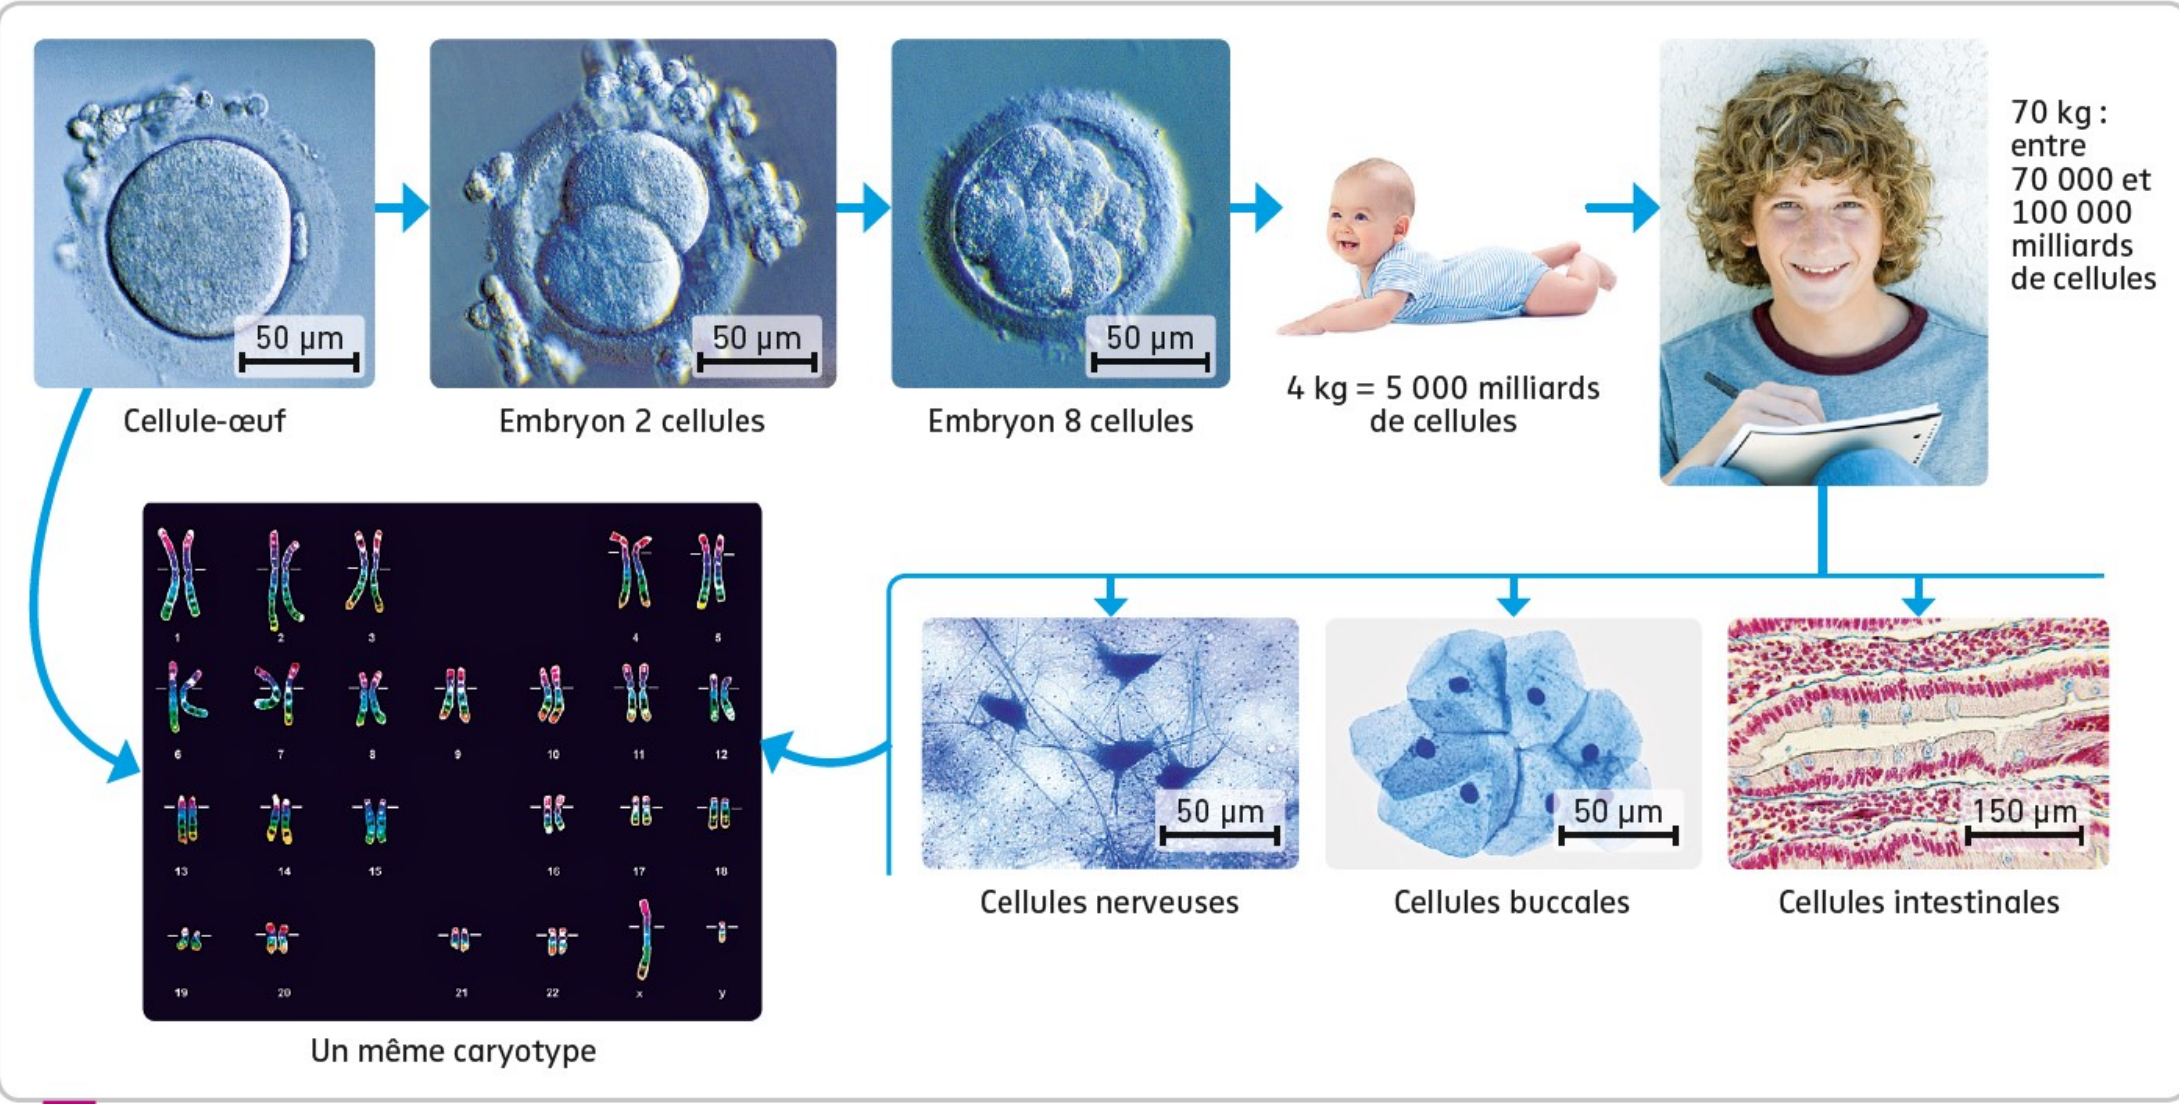 50 µm
50 µm
50 µm
70 kg :
entre
70 000 et
100 000
milliards
de cellules
Cellule-œuf
Embryon 2 cellules
Embryon 8 cellules
4 kg = 5 000 milliards
de cellules
1 2 3 4 5
6 7 8 9 10 11 12
13 14 15 16 17 18
19 20 21 22 x y
Un même caryotype
50 µm
50 µm
150 µm
Cellules nerveuses
Cellules buccales
Cellules intestinales